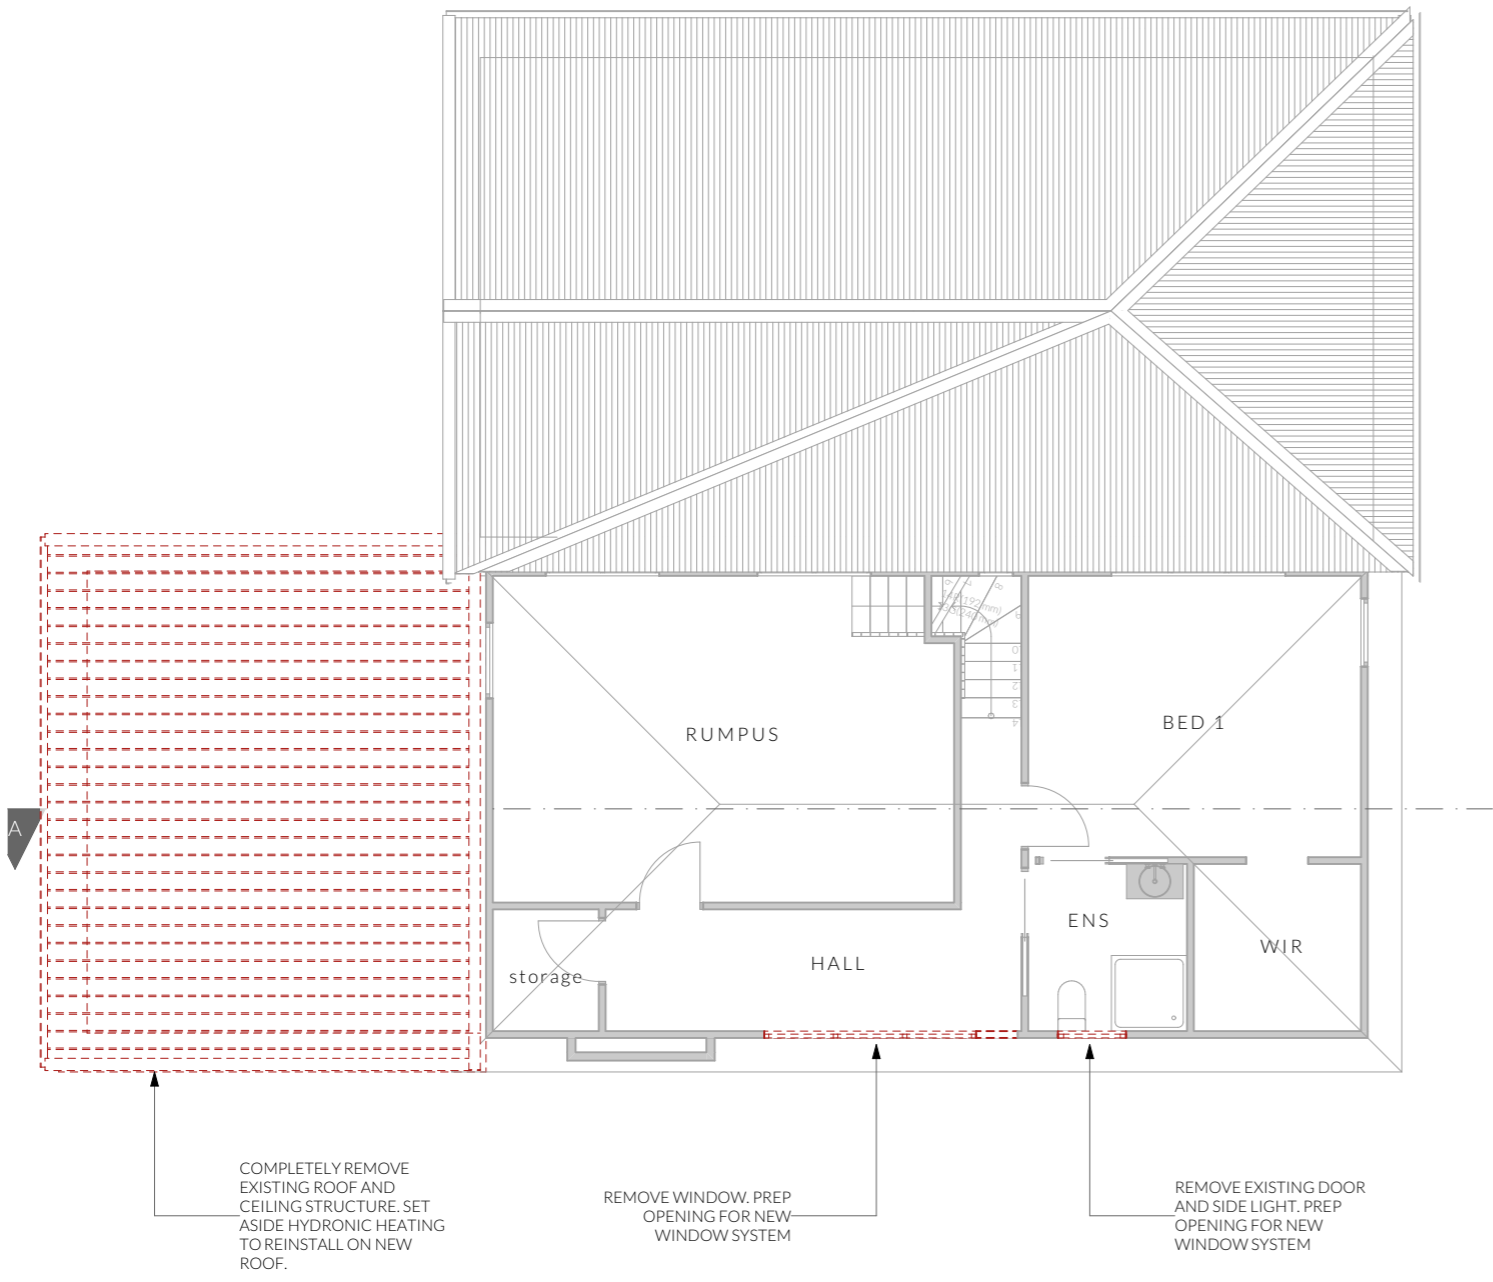 RUMPUS
BED 1
A
ENS
WIR
HALL
storage
10
COMPLETELY REMOVE
EXISTING ROOF AND
CEILING STRUCTURE. SET
ASIDE HYDRONIC HEATING
TO REINSTALL ON NEW
ROOF.
REMOVE WINDOW. PREP
OPENING FOR NEW
WINDOW SYSTEM
REMOVE EXISTING DOOR
AND SIDE LIGHT. PREP
OPENING FOR NEW
WINDOW SYSTEM